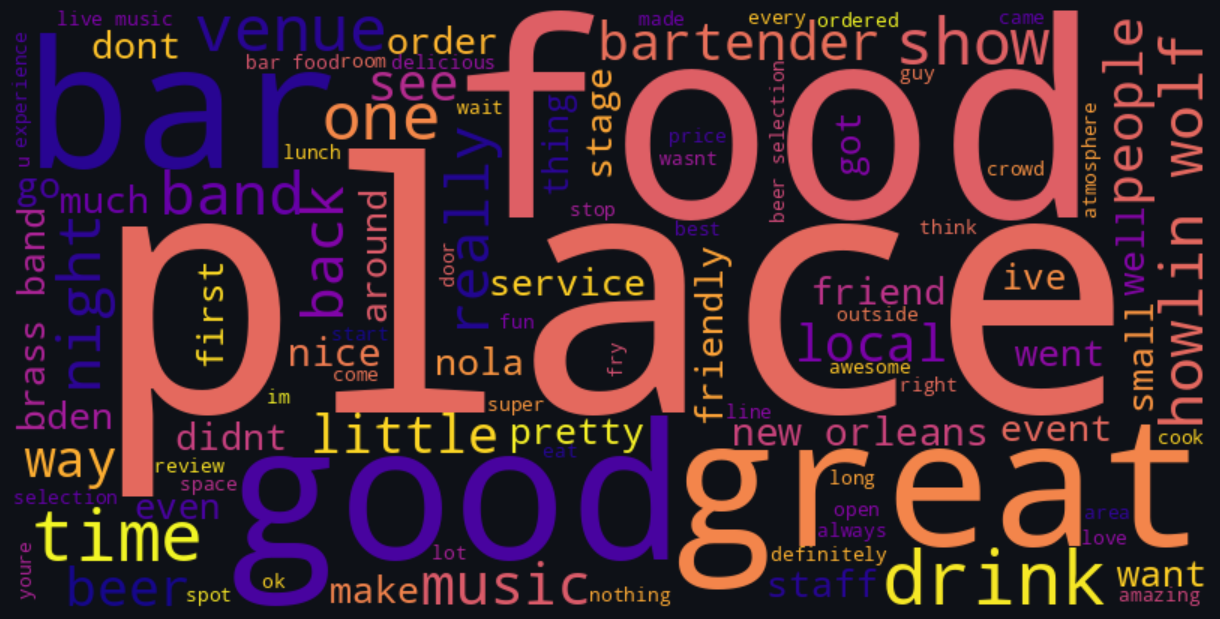 live music
dont
venue
order
made
every
ordered
came
bartender
show
people
bar
bar food
room
delicious
see
food
guy
one
wait
thing
stage
price
wasnt
beer selection
got
crowd
atmosphere
howlin wolf
u experience
lunch
really
go
much
band
back
around
stop
best
think
well
brass band
night
first
place
door
service
friendly
friend
ive
outside
local
went
small
start
fun
nice
come
nola
fry
awesome
right
im
super
line
bden
didnt
little
pretty
new orleans
event
cook
way
review
space
eat
good
great
long
selection
even
open
area
always
love
time
lot
definitely
youre
beer
spot
ok
make
music
nothing
staff
drink
want
amazing